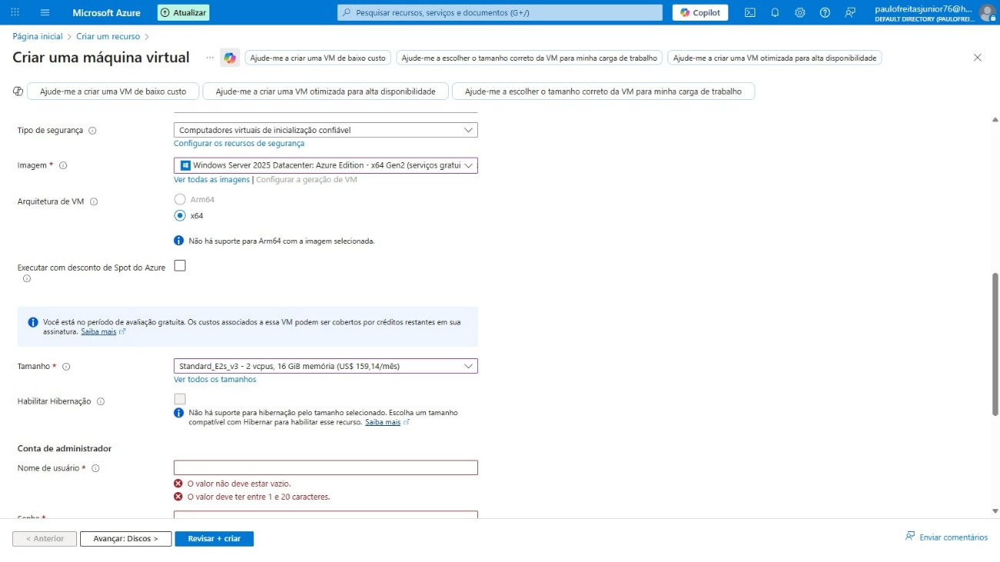 Microsoft Azure
Atualizar
Pesquisar recursos, serviços e documentos (G+/)
Copilot
paulofreitasjunior76@h...
DEFAULT DIRECTORY (PAULOFREI...
Página inicial > Criar um recurso >
Criar uma máquina virtual
...
Ajude-me a criar uma VM de baixo custo
Ajude-me a escolher o tamanho correto da VM para minha carga de trabalho
Ajude-me a criar uma VM otimizada para alta disponibilidade
Ajude-me a criar uma VM de baixo custo
Ajude-me a criar uma VM otimizada para alta disponibilidade
Ajude-me a escolher o tamanho correto da VM para minha carga de trabalho
Tipo de segurança
Computadores virtuais de inicialização confiável
Configurar os recursos de segurança
Imagem *
Windows Server 2025 Datacenter: Azure Edition - x64 Gen2 (serviços gratui
Ver todas as imagens | Configurar a geração de VM
Arquitetura de VM
Arm64
x64
Não há suporte para Arm64 com a imagem selecionada.
Executar com desconto de Spot do Azure
Você está no período de avaliação gratuita. Os custos associados a essa VM podem ser cobertos por créditos restantes em sua
assinatura. Saiba mais
Tamanho *
Standard_E2s_v3 - 2 vcpus, 16 GiB memória (US$ 159,14/mês)
Ver todos os tamanhos
Habilitar Hibernação
Não há suporte para hibernação pelo tamanho selecionado. Escolha um tamanho
compatível com Hibernar para habilitar esse recurso. Saiba mais
Conta de administrador
Nome de usuário *
O valor não deve estar vazio.
O valor deve ter entre 1 e 20 caracteres.
Senha *
< Anterior
Avançar: Discos >
Revisar + criar
Enviar comentários